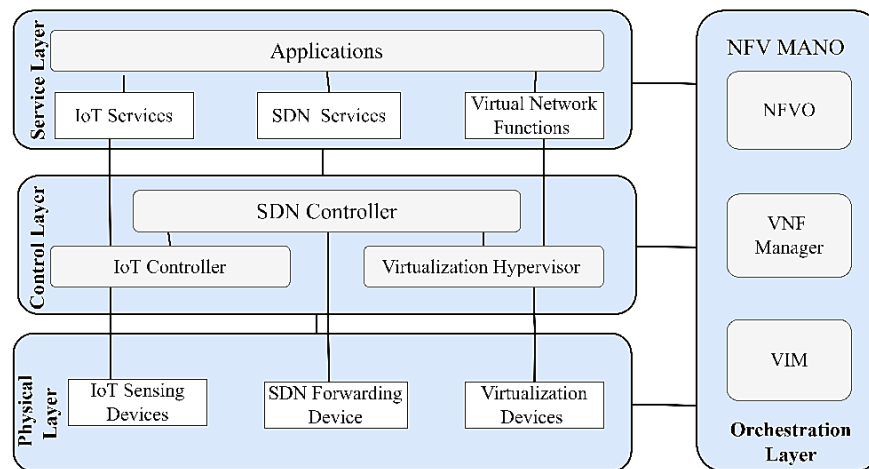 Service Layer
Applications
IoT Services
SDN Services
Virtual Network
Functions
Control Layer
SDN Controller
IoT Controller
Virtualization Hypervisor
Physical
Layer
IoT Sensing
Devices
SDN Forwarding
Device
Virtualization
Devices
NFV MANO
NFVO
VNF
Manager
VIM
Orchestration
Layer